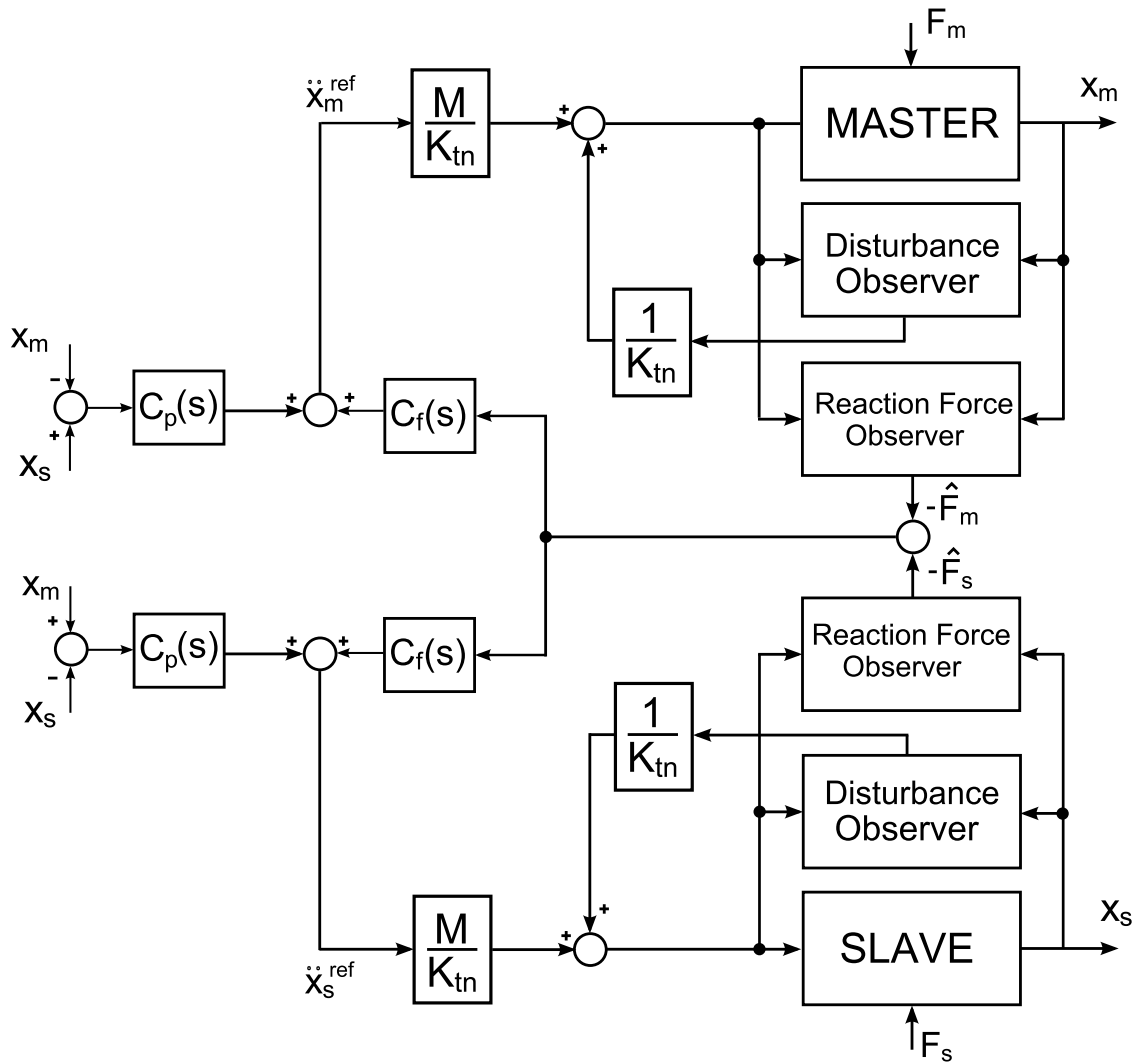 F_m
ẍ_m^ref
M
K_tn
+
+
MASTER
x_m
Disturbance
Observer
1
K_tn
x_m
-
+
x_s
C_p(s)
+
+
C_f(s)
Reaction Force
Observer
-F̂_m
-F̂_s
x_m
+
-
x_s
C_p(s)
+
+
C_f(s)
Reaction Force
Observer
1
K_tn
Disturbance
Observer
ẍ_s^ref
M
K_tn
+
+
SLAVE
x_s
F_s